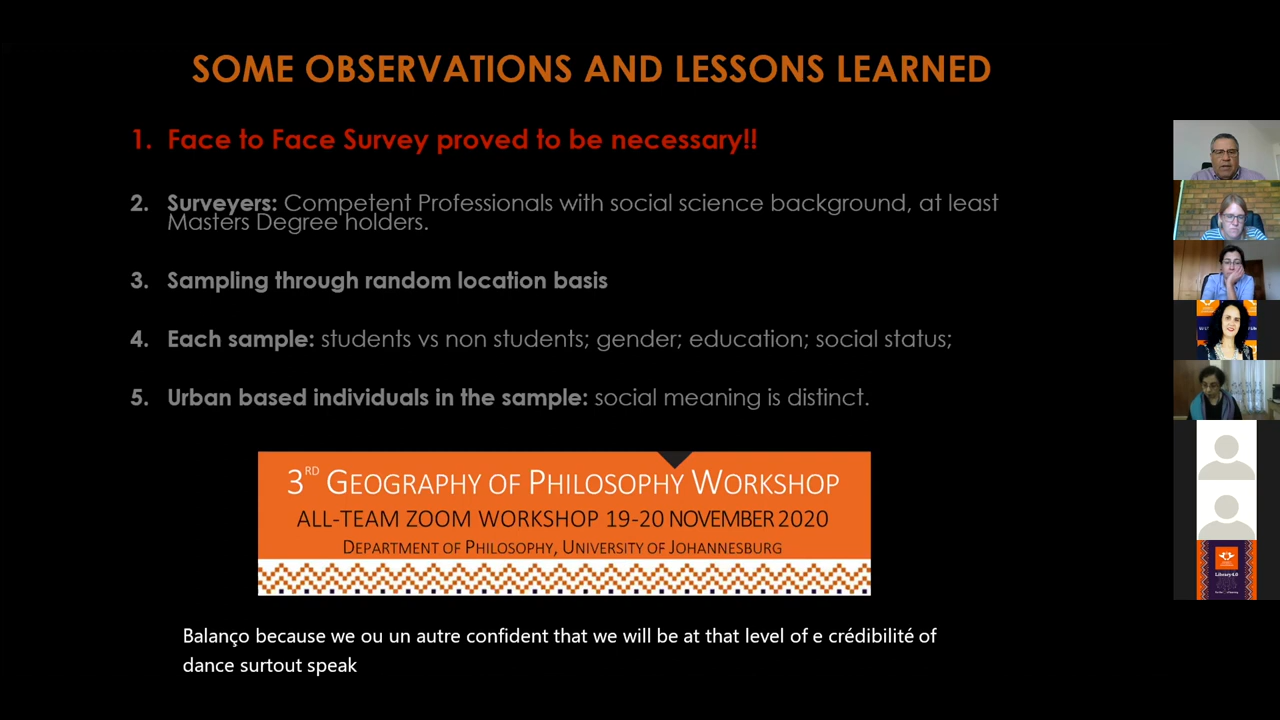 SOME OBSERVATIONS AND LESSONS LEARNED
1. Face to Face Survey proved to be necessary!!
2. Surveyers: Competent Professionals with social science background, at least
Masters Degree holders.
3. Sampling through random location basis
4. Each sample: students vs non students; gender; education; social status;
5. Urban based individuals in the sample: social meaning is distinct.
3RD GEOGRAPHY OF PHILOSOPHY WORKSHOP
ALL-TEAM ZOOM WORKSHOP 19-20 NOVEMBER 2020
DEPARTMENT OF PHILOSOPHY, UNIVERSITY OF JOHANNESBURG
Balanço because we ou un autre confident that we will be at that level of e crédibilité of
dance surtout speak
Library 4.0